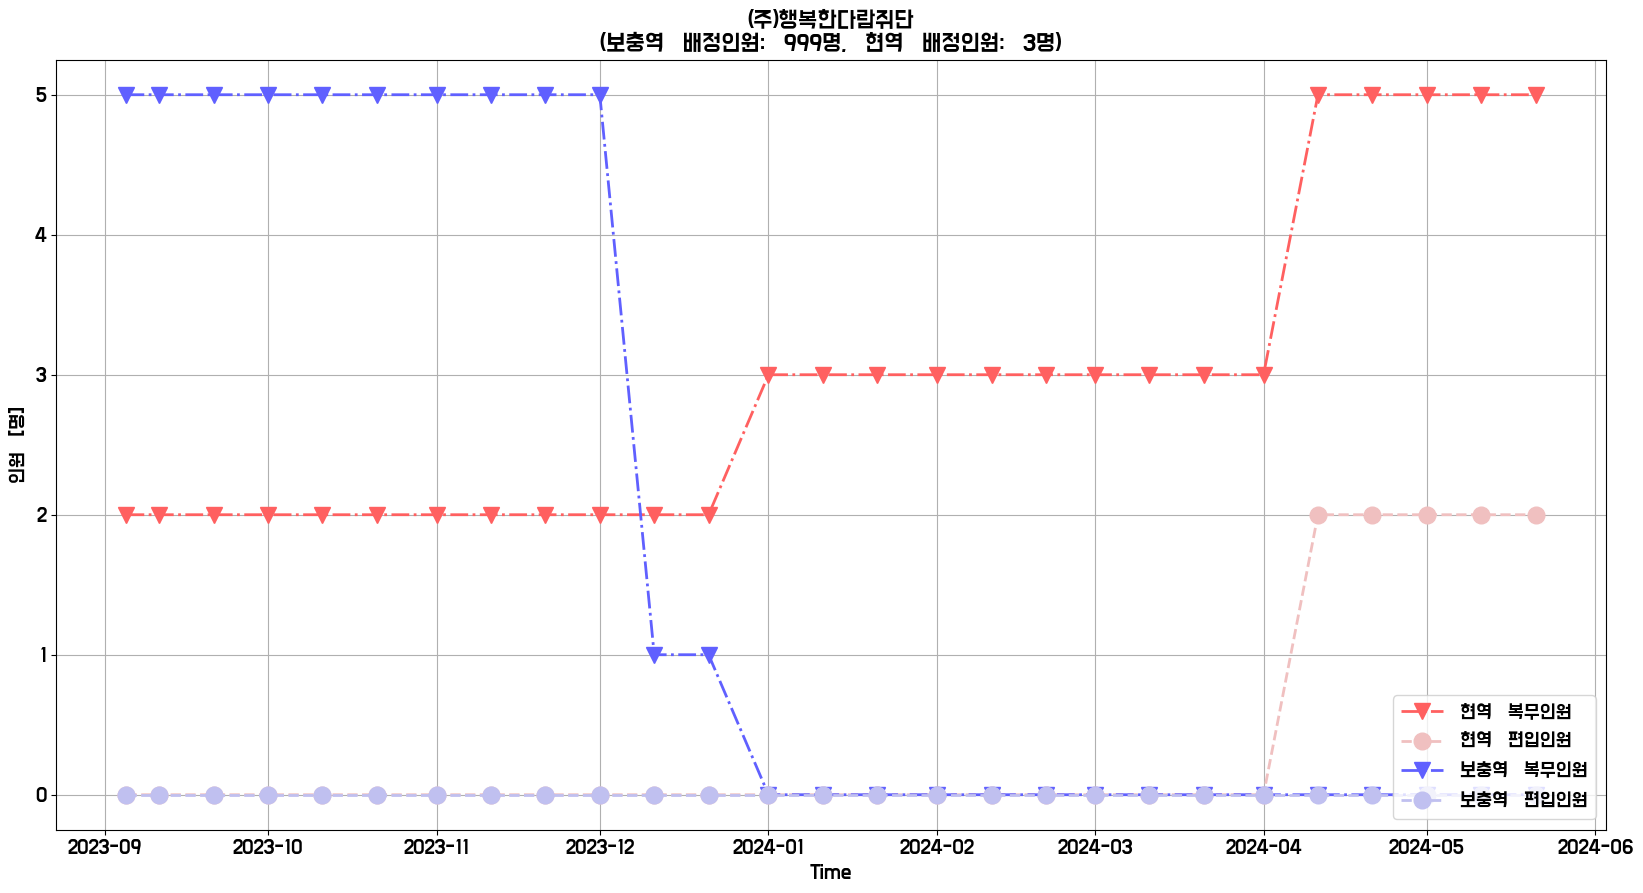 (주)행복한다람쥐단
(보충역 배정인원: 999명, 현역 배정인원: 3명)
인원 [명]
5
4
3
2
1
0
현역 복무인원
현역 편입인원
보충역 복무인원
보충역 편입인원
2023-09 2023-10 2023-11 2023-12 2024-01 2024-02 2024-03 2024-04 2024-05 2024-06
Time